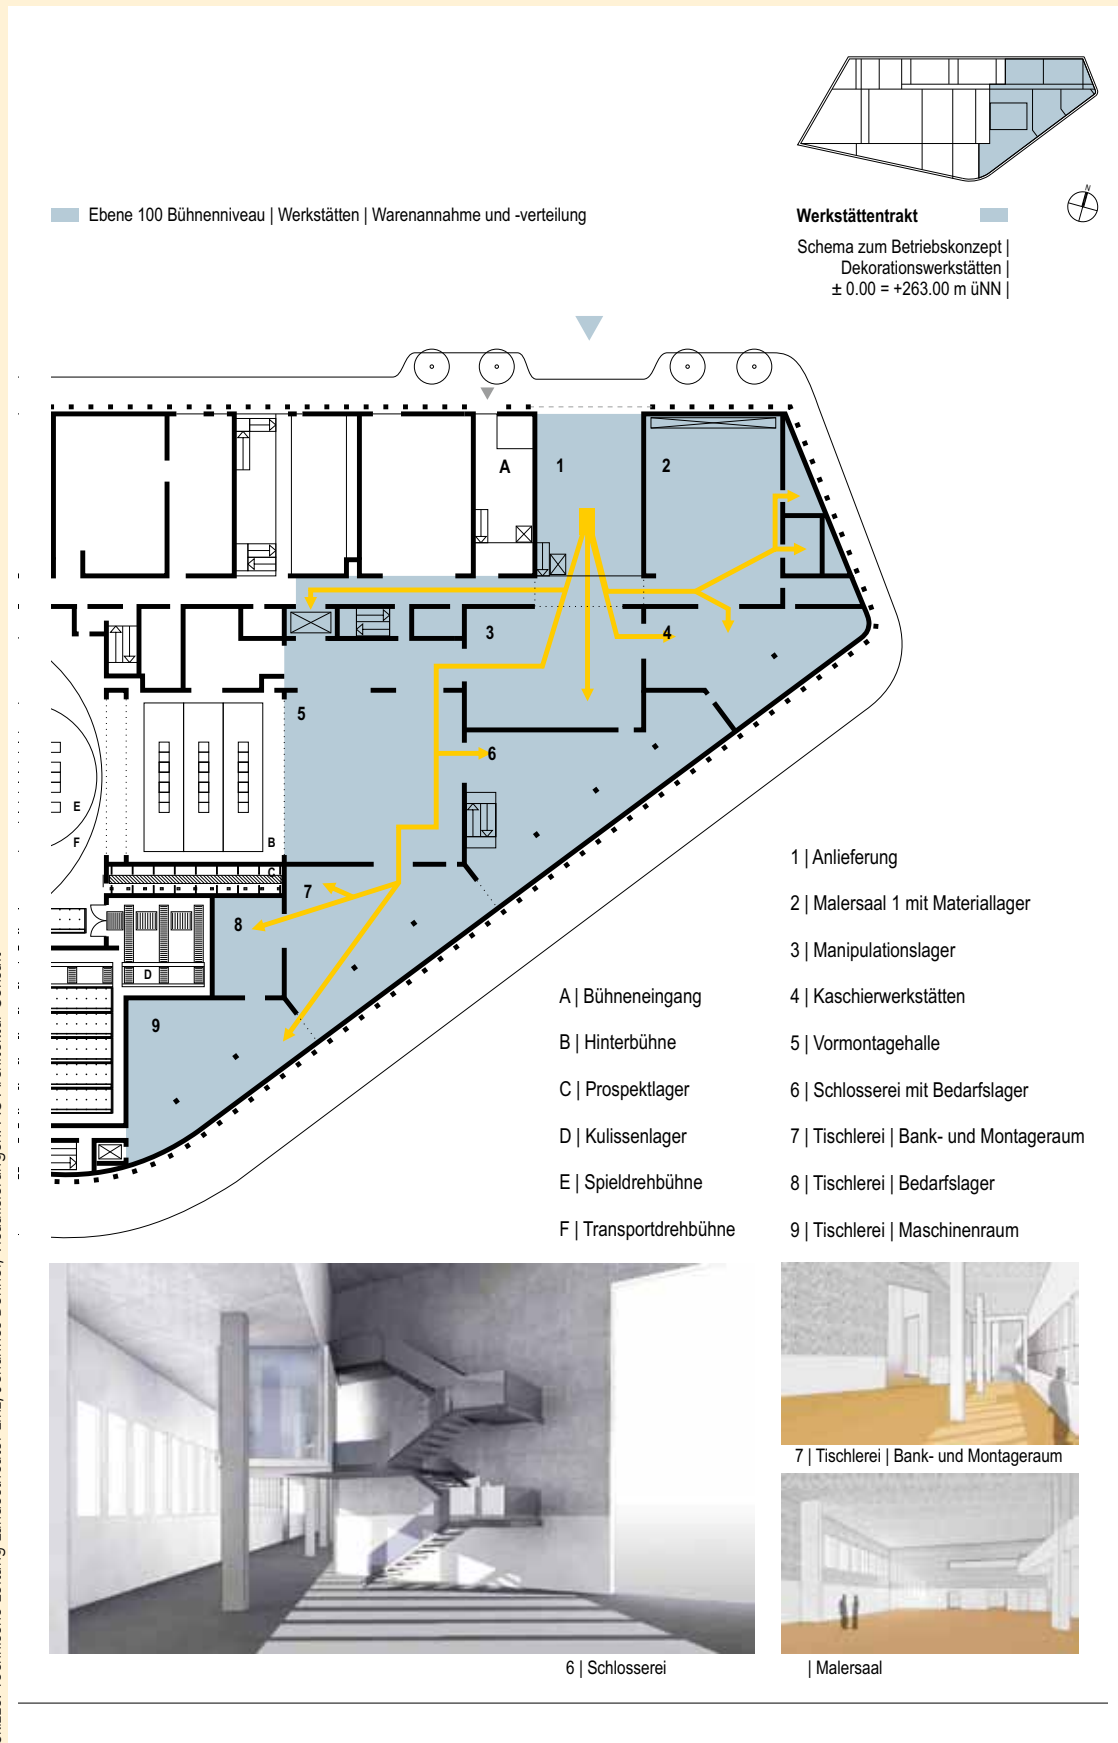 N
Ebene 100 Bühnenniveau | Werkstätten | Warenannahme und -verteilung
Werkstättentrakt
Schema zum Betriebskonzept |
Dekorationswerkstätten |
± 0.00 = +263.00 m üNN |
A
1
2
3
4
5
6
E
F
B
C
7
8
D
9
1 | Anlieferung
2 | Malersaal 1 mit Materiallager
3 | Manipulationslager
A | Bühneneingang
4 | Kaschierwerkstätten
B | Hinterbühne
5 | Vormontagehalle
C | Prospektlager
6 | Schlosserei mit Bedarfslager
D | Kulissenlager
7 | Tischlerei | Bank- und Montageraum
E | Spieldrehbühne
8 | Tischlerei | Bedarfslager
F | Transportdrehbühne
9 | Tischlerei | Maschinenraum
7 | Tischlerei | Bank- und Montageraum
6 | Schlosserei
| Malersaal